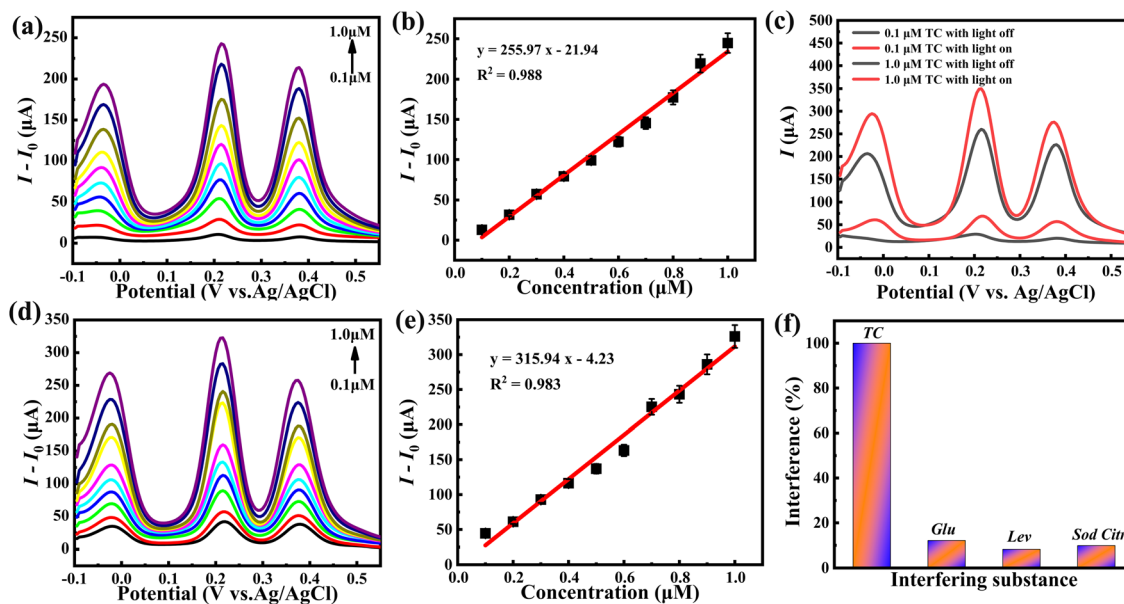 (a)
1.0μM
0.1μM
250
200
150
100
50
0
I - I0 (μA)
-0.1 0.0 0.1 0.2 0.3 0.4 0.5
Potential (V vs.Ag/AgCl)
(b)
y = 255.97 x - 21.94
R2 = 0.988
250
200
150
100
50
0
I - I0 (μA)
0.0 0.2 0.4 0.6 0.8 1.0
Concentration (μM)
(c)
0.1 μM TC with light off
0.1 μM TC with light on
1.0 μM TC with light off
1.0 μM TC with light on
500
450
400
350
300
250
200
150
100
50
0
I (μA)
-0.1 0.0 0.1 0.2 0.3 0.4 0.5
Potential (V vs. Ag/AgCl)
(d)
1.0μM
0.1μM
350
300
250
200
150
100
50
0
I - I0 (μA)
-0.1 0.0 0.1 0.2 0.3 0.4 0.5
Potential (V vs.Ag/AgCl)
(e)
y = 315.94 x - 4.23
R2 = 0.983
350
300
250
200
150
100
50
0
I - I0 (μA)
0.0 0.2 0.4 0.6 0.8 1.0
Concentration (μM)
(f)
TC
Glu
Lev
Sod Citr
100
80
60
40
20
0
Interference (%)
Interfering substance